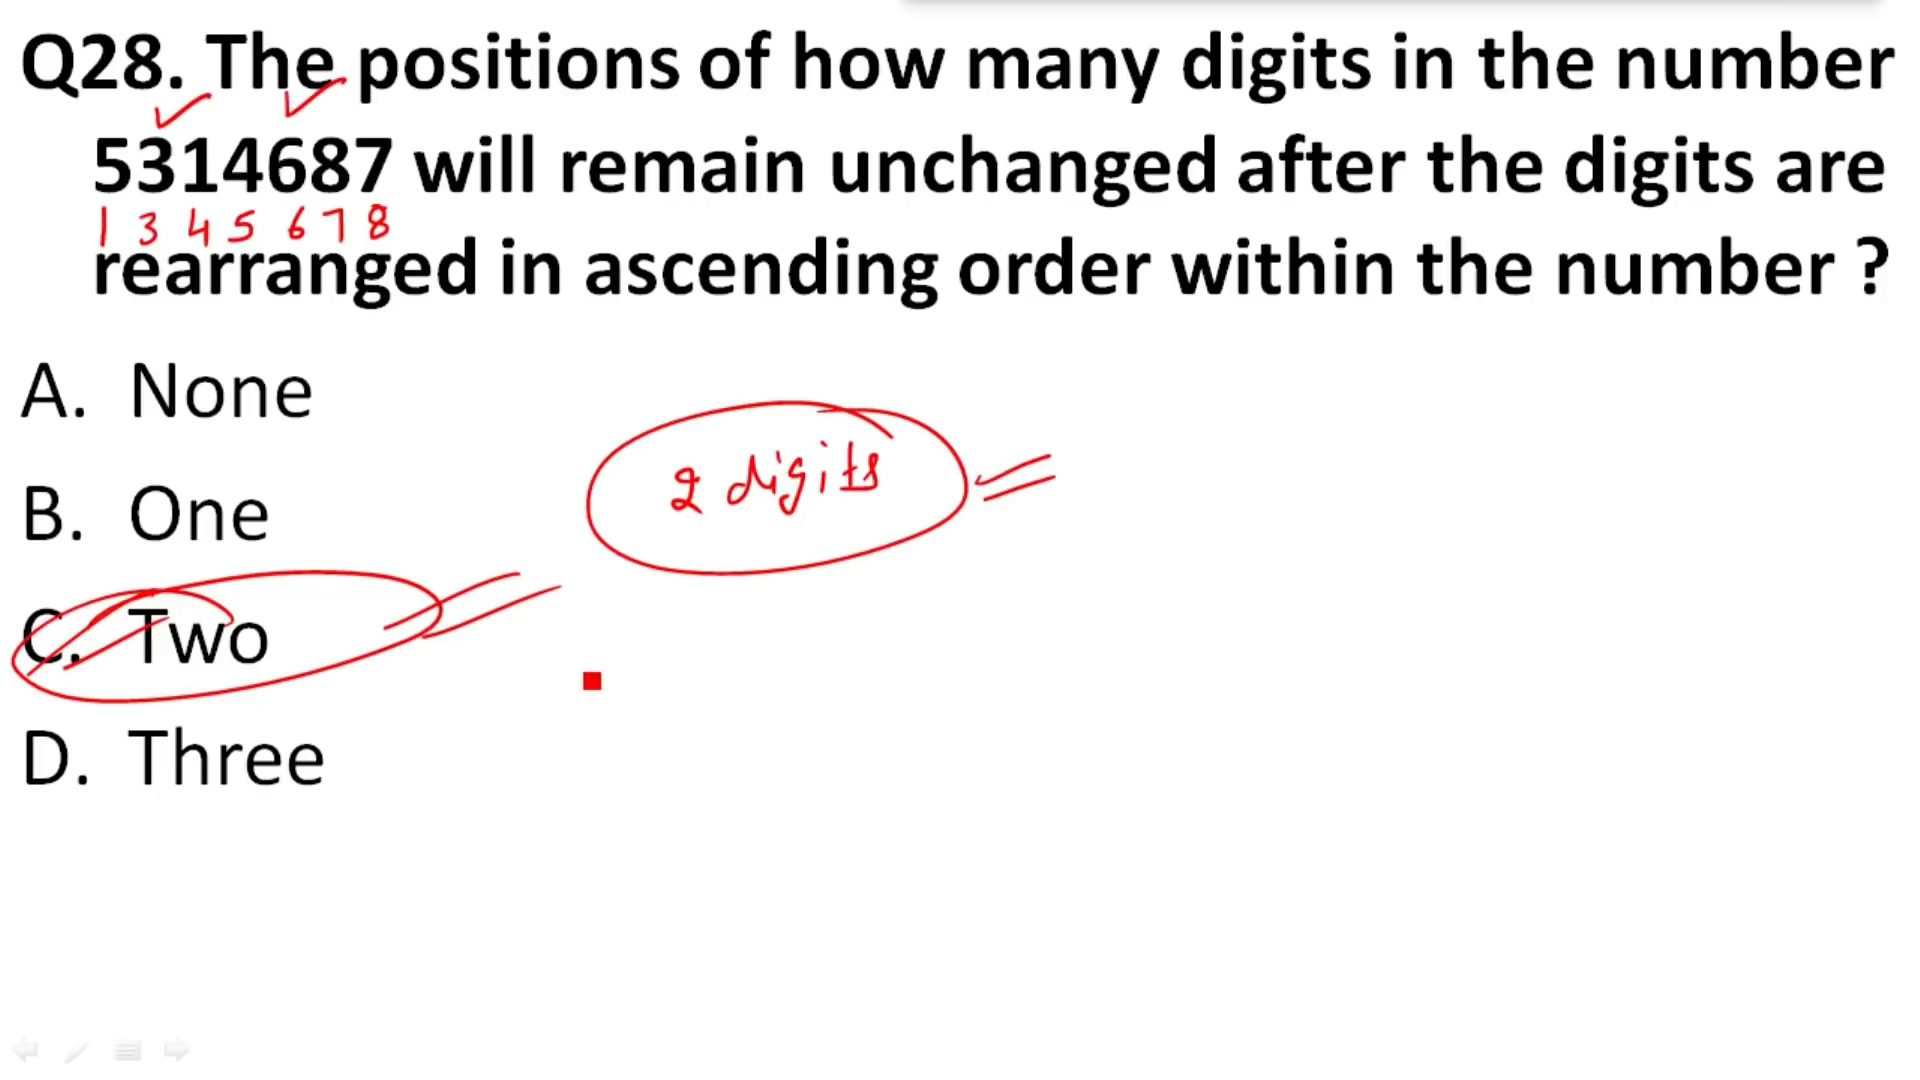 Q28. The positions of how many digits in the number
5314687 will remain unchanged after the digits are
1 3 4 5 6 7 8
rearranged in ascending order within the number ?
A. None
2 digits
B. One
C. Two
D. Three